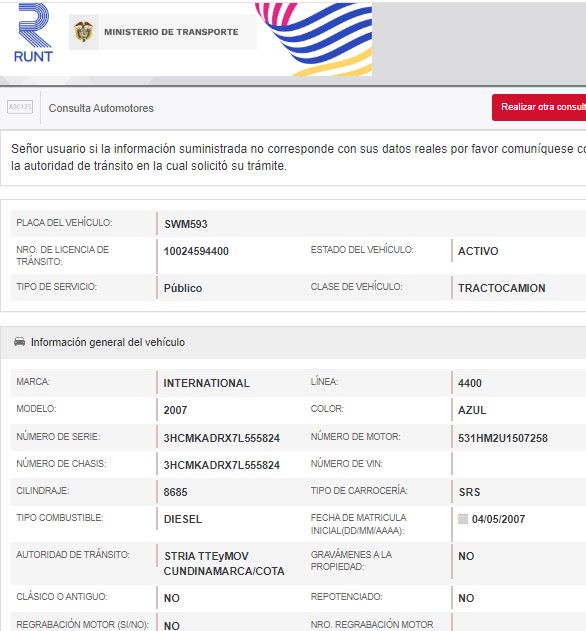 RUNT
MINISTERIO DE TRANSPORTE
ABC123
Consulta Automotores
Realizar otra consult
Señor usuario si la información suministrada no corresponde con sus datos reales por favor comuníquese co
la autoridad de tránsito en la cual solicitó su trámite.
PLACA DEL VEHÍCULO: SWM593
NRO. DE LICENCIA DE
TRÁNSITO: 10024594400 ESTADO DEL VEHÍCULO: ACTIVO
TIPO DE SERVICIO: Público CLASE DE VEHÍCULO: TRACTOCAMION
Información general del vehículo
MARCA: INTERNATIONAL LÍNEA: 4400
MODELO: 2007 COLOR: AZUL
NÚMERO DE SERIE: 3HCMKADRX7L555824 NÚMERO DE MOTOR: 531HM2U1507258
NÚMERO DE CHASIS: 3HCMKADRX7L555824 NÚMERO DE VIN:
CILINDRAJE: 8685 TIPO DE CARROCERÍA: SRS
TIPO COMBUSTIBLE: DIESEL FECHA DE MATRICULA
INICIAL(DD/MM/AAAA): 04/05/2007
AUTORIDAD DE TRÁNSITO: STRIA TTEyMOV
CUNDINAMARCA/COTA GRAVÁMENES A LA
PROPIEDAD: NO
CLÁSICO O ANTIGUO: NO REPOTENCIADO: NO
REGRABACIÓN MOTOR (SI/NO): NO NRO. REGRABACIÓN MOTOR